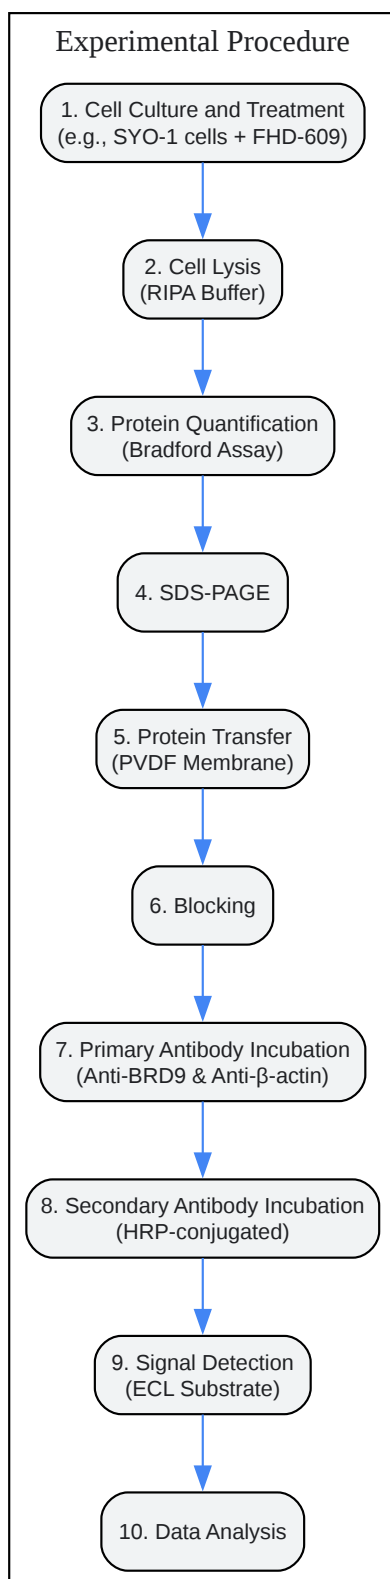 Experimental Procedure
1. Cell Culture and Treatment
(e.g., SYO-1 cells + FHD-609)
2. Cell Lysis
(RIPA Buffer)
3. Protein Quantification
(Bradford Assay)
4. SDS-PAGE
5. Protein Transfer
(PVDF Membrane)
6. Blocking
7. Primary Antibody Incubation
(Anti-BRD9 & Anti-β-actin)
8. Secondary Antibody Incubation
(HRP-conjugated)
9. Signal Detection
(ECL Substrate)
10. Data Analysis